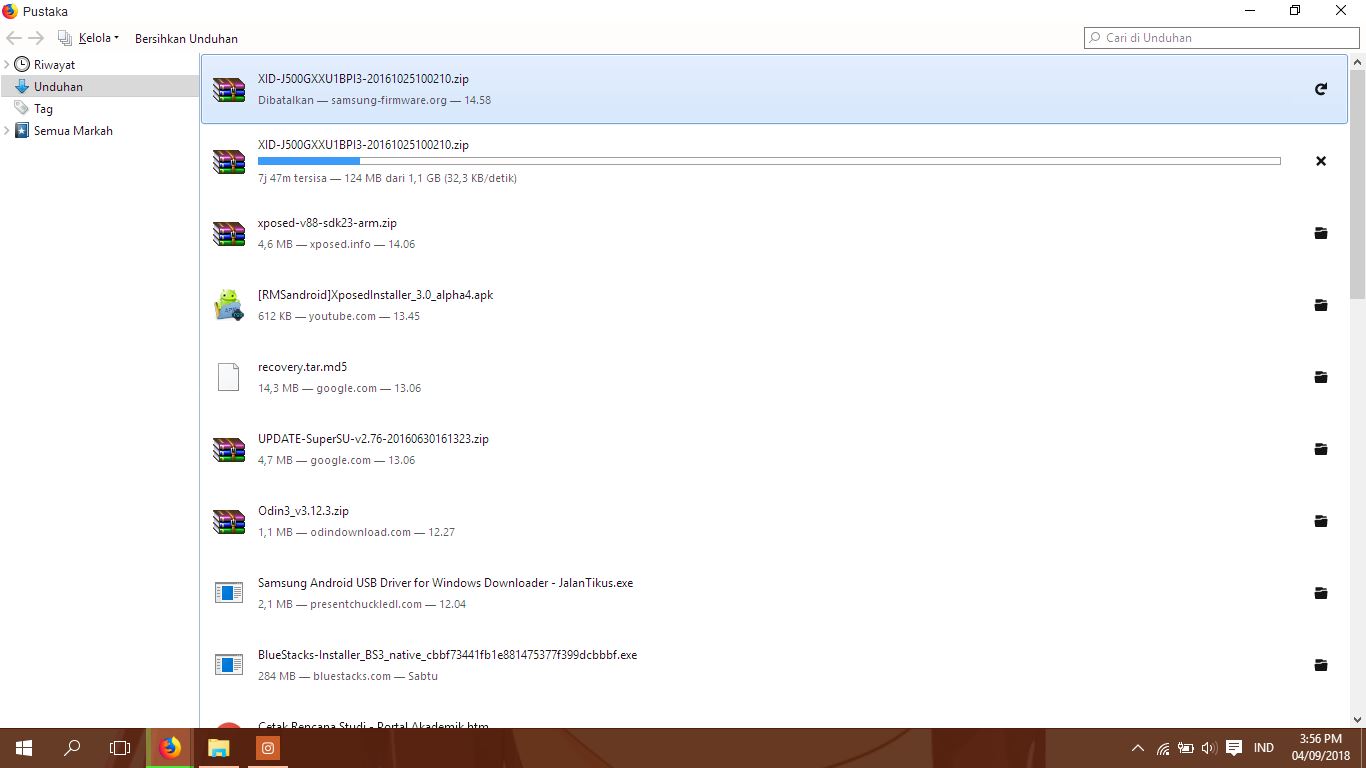 Pustaka
Kelola
Bersihkan Unduhan
Cari di Unduhan
Riwayat
Unduhan
Tag
Semua Markah
XID-J500GXXU1BPI3-20161025100210.zip
Dibatalkan — samsung-firmware.org — 14.58
XID-J500GXXU1BPI3-20161025100210.zip
7j 47m tersisa — 124 MB dari 1,1 GB (32,3 KB/detik)
xposed-v88-sdk23-arm.zip
4,6 MB — xposed.info — 14.06
[RMSandroid]XposedInstaller_3.0_alpha4.apk
612 KB — youtube.com — 13.45
recovery.tar.md5
14,3 MB — google.com — 13.06
UPDATE-SuperSU-v2.76-20160630161323.zip
4,7 MB — google.com — 13.06
Odin3_v3.12.3.zip
1,1 MB — odindownload.com — 12.27
Samsung Android USB Driver for Windows Downloader - JalanTikus.exe
2,1 MB — presentchuckledl.com — 12.04
BlueStacks-Installer_BS3_native_cbbf73441fb1e881475377f399dcbbbf.exe
284 MB — bluestacks.com — Sabtu
Cetak Rencana Studi - Portal Akademik.htm
IND
3:56 PM
04/09/2018